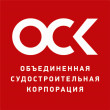 ОСК
ОБЪЕДИНЕННАЯ
СУДОСТРОИТЕЛЬНАЯ
КОРПОРАЦИЯ